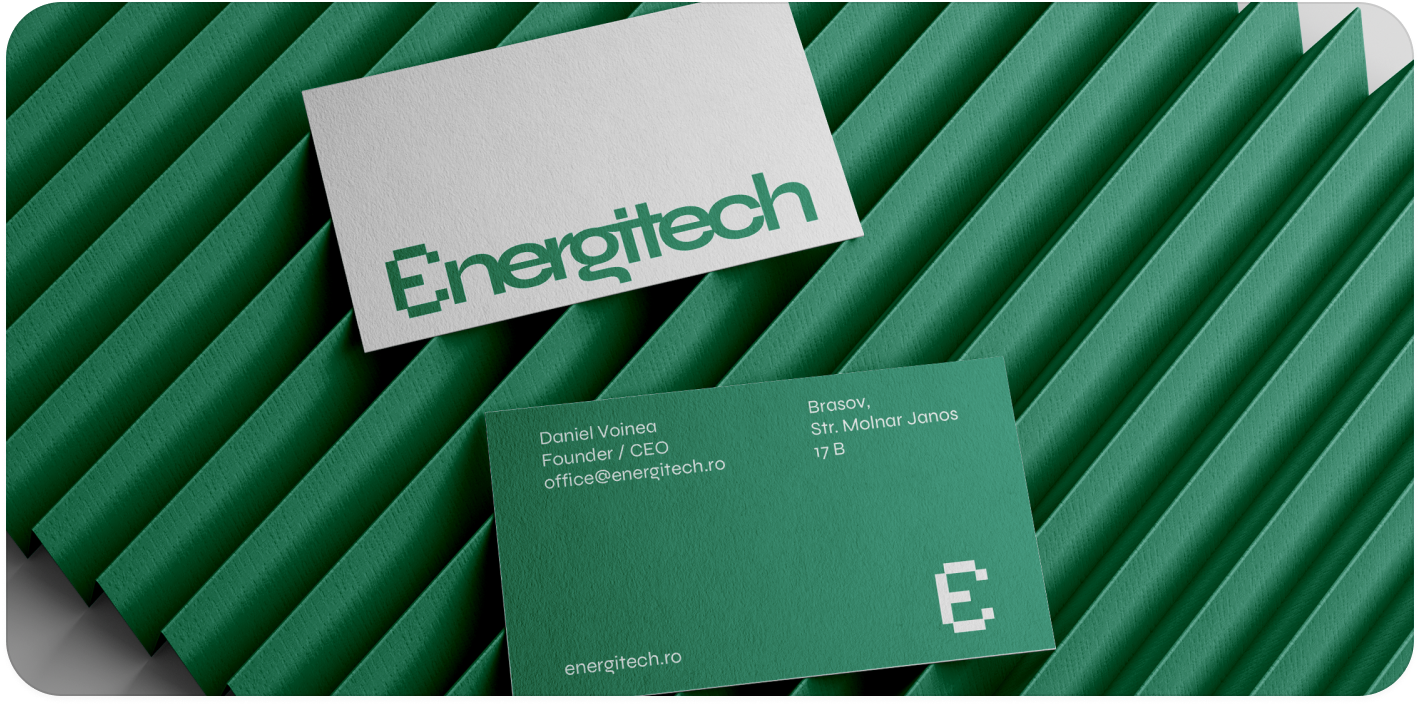 Energitech
Daniel Voinea
Founder / CEO
office@energitech.ro
Brasov,
Str. Molnar Janos
17 B
E
energitech.ro